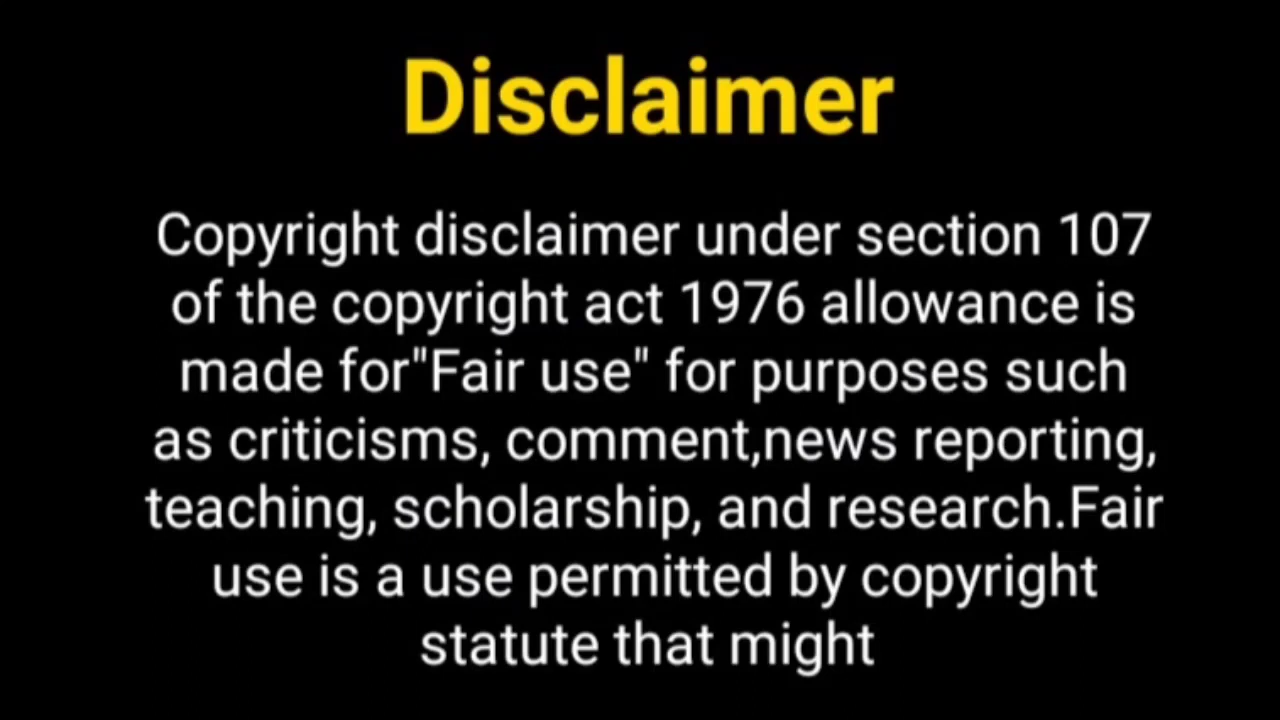 Disclaimer
Copyright disclaimer under section 107
of the copyright act 1976 allowance is
made for"Fair use" for purposes such
as criticisms, comment,news reporting,
teaching, scholarship, and research.Fair
use is a use permitted by copyright
statute that might